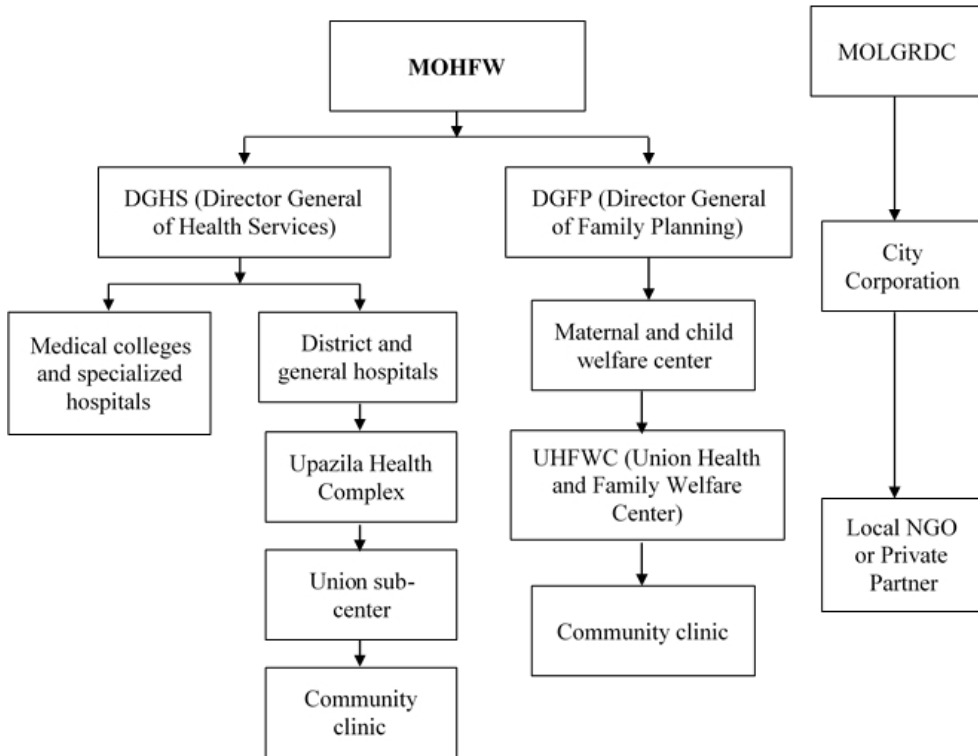 MOHFW
MOLGRDC
DGHS (Director General
of Health Services)
DGFP (Director General
of Family Planning)
City
Corporation
Medical colleges
and specialized
hospitals
District and
general hospitals
Maternal and child
welfare center
Upazila Health
Complex
UHFWC (Union Health
and Family Welfare
Center)
Local NGO
or Private
Partner
Union sub-
center
Community clinic
Community
clinic